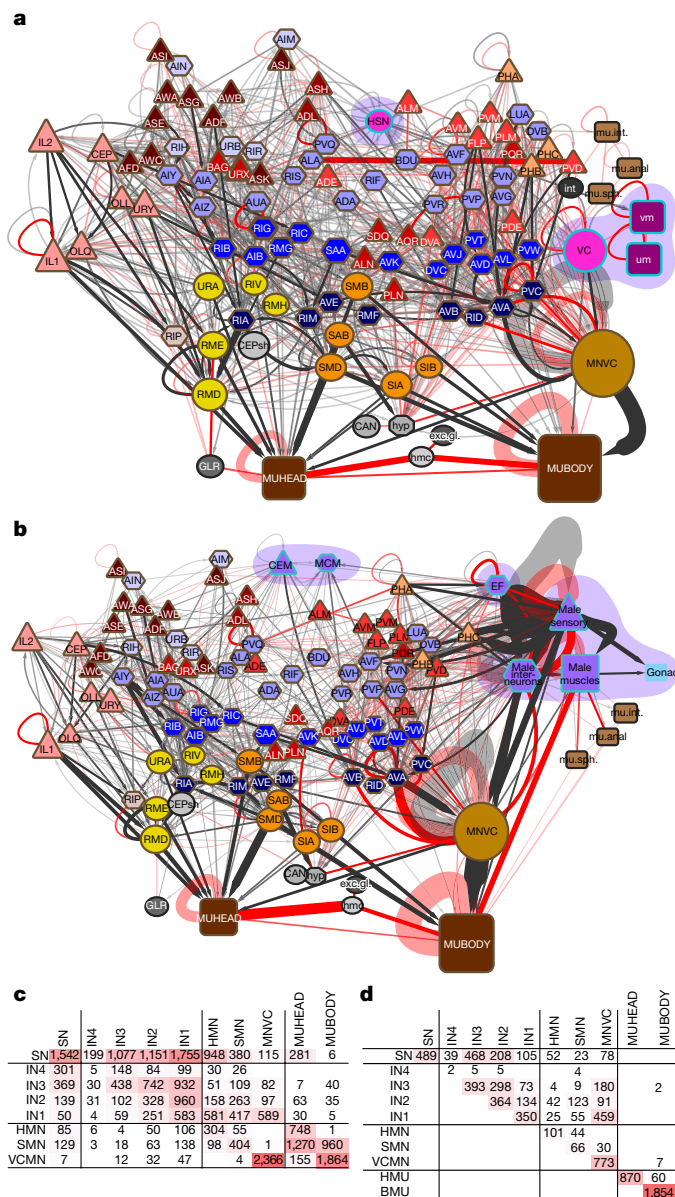 a
AIM
ASI
AIN
ASJ
PHA
AWA
ASG
AWB
ASH
HSN
ALM
LUA
IL2
ASE
ADF
ADL
PVQ
AVM
PVM
PLM
DVB
mu.int.
CEP
RIH
URB
ALA
BDU
AVF
FLP
PQR
PHC
mu.anal
AFD
AWC
BAG
URX
AIY
AIA
RIR
ASK
RIS
ADE
RIF
AVH
PVN
PHB
PVD
int
mu.sph.
vm
OLL
URY
AIZ
AUA
ADA
PVR
PVP
AVG
um
IL1
OLQ
RIG
RIC
SDQ
AQR
DVA
PDE
VC
RIB
AIB
RMG
SAA
ALN
AVK
PVT
AVJ
PVW
DVC
AVD
AVL
URA
RIV
RMH
SMB
PLN
PVC
RIA
RIM
AVE
RMF
AVB
RID
AVA
RIP
RME
CEPsh
SAB
MNVC
SMD
SIB
RMD
SIA
CAN
hyp
exc.gl.
GLR
MUHEAD
hmc
MUBODY
b
AIM
CEM
MCM
ASI
AIN
ASJ
PHA
EF
AWA
ASG
AWB
ASH
ALM
Male
sensory
IL2
ASE
ADF
ADL
AVM
PVM
LUA
CEP
RIH
URB
PVQ
FLP
PLM
DVB
PHC
AFD
AWC
BAG
URX
ASK
RIS
ALA
ADE
BDU
AVH
AVF
PQR
PHB
PVD
Male
inter-
neurons
Male
muscles
Gonad
AIY
AIA
RIF
PVN
OLL
URY
AIZ
AUA
ADA
PVR
PVP
AVG
IL1
OLQ
RIG
RIC
SDQ
DVA
PDE
mu.int.
RIB
RMG
AIB
SAA
AQR
AVK
PVT
AVJ
PVW
mu.anal
DVC
AVD
AVL
mu.sph.
URA
RIV
SMB
ALN
PLN
RMH
PVC
RIA
RIM
AVE
RMF
AVB
RID
AVA
RIP
CEPsh
RME
SAB
SMD
MNVC
RMD
SIA
SIB
CAN
hyp
exc.gl.
GLR
MUHEAD
hmc
MUBODY
c
SN IN4 IN3 IN2 IN1 HMN SMN MNVC MUHEAD MUBODY
SN 1,542 199 1,077 1,151 1,755 948 380 115 281 6
IN4 301 5 148 84 99 30 26
IN3 369 30 438 742 932 51 109 82 7 40
IN2 139 31 102 328 960 158 263 97 63 35
IN1 50 4 59 251 583 581 417 589 30 5
HMN 85 6 4 50 106 304 55 748 1
SMN 129 3 18 63 138 98 404 1 1,270 960
VCMN 7 12 32 47 4 2,366 155 1,864
d
SN IN4 IN3 IN2 IN1 HMN SMN MNVC MUHEAD MUBODY
SN 489 39 468 208 105 52 23 78
IN4 2 5 5 4
IN3 393 298 73 4 9 180 2
IN2 364 134 42 123 91
IN1 350 25 55 459
HMN 101 44
SMN 66 30
VCMN 773 7
HMU 870 60
BMU 1,854